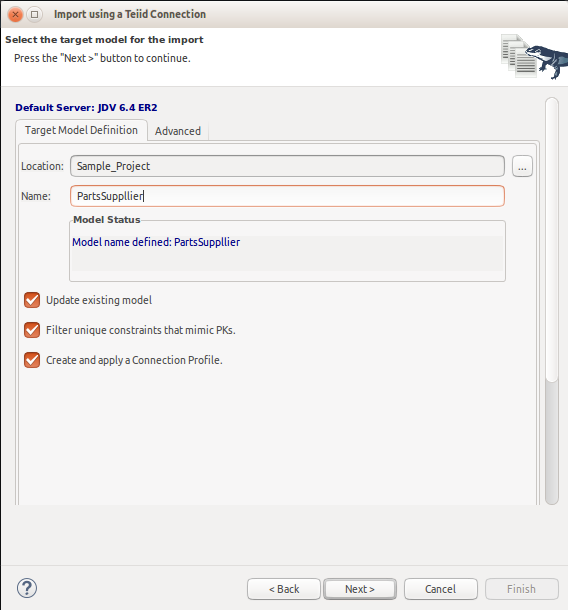 Import using a Teiid Connection
Select the target model for the import
Press the "Next >" button to continue.
Default Server: JDV 6.4 ER2
Target Model Definition Advanced
Location: Sample_Project ...
Name: PartsSuppllier
Model Status
Model name defined: PartsSuppllier
Update existing model
Filter unique constraints that mimic PKs.
Create and apply a Connection Profile.
? < Back Next > Cancel Finish